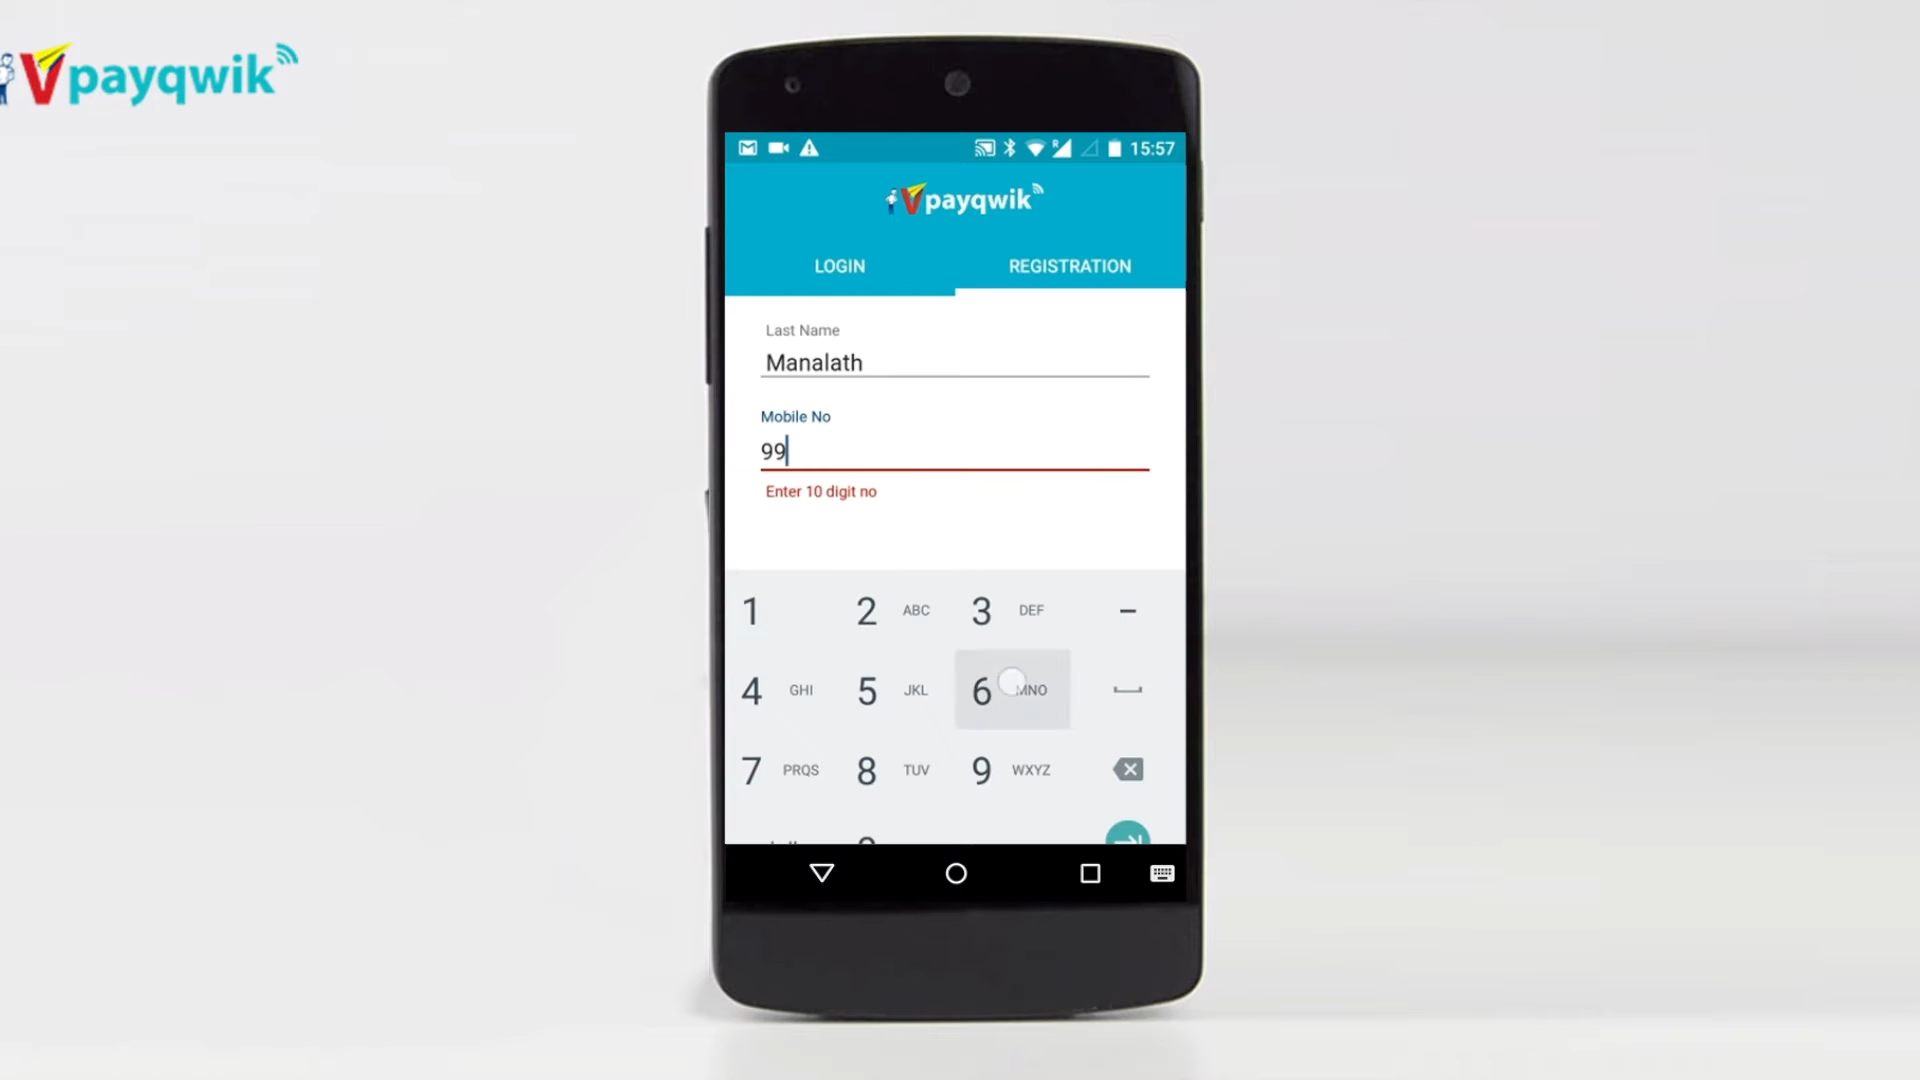 Vpayqwik
15:57
Vpayqwik
LOGIN REGISTRATION
Last Name
Manalath
Mobile No
99
Enter 10 digit no
1 2 ABC 3 DEF –
4 GHI 5 JKL 6 MNO
7 PRQS 8 TUV 9 WXYZ